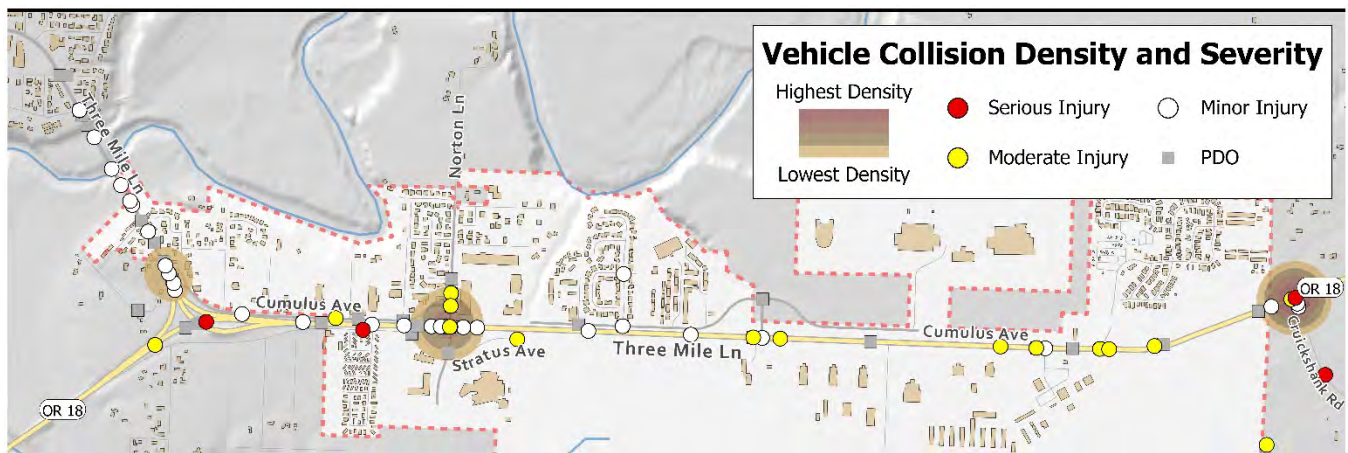 Vehicle Collision Density and Severity
Highest Density
Lowest Density
Serious Injury
Minor Injury
Moderate Injury
PDO
Three Mile Ln
Norton Ln
Cumulus Ave
Stratus Ave
Three Mile Ln
Cumulus Ave
OR 18
Cruickshank Rd
OR 18